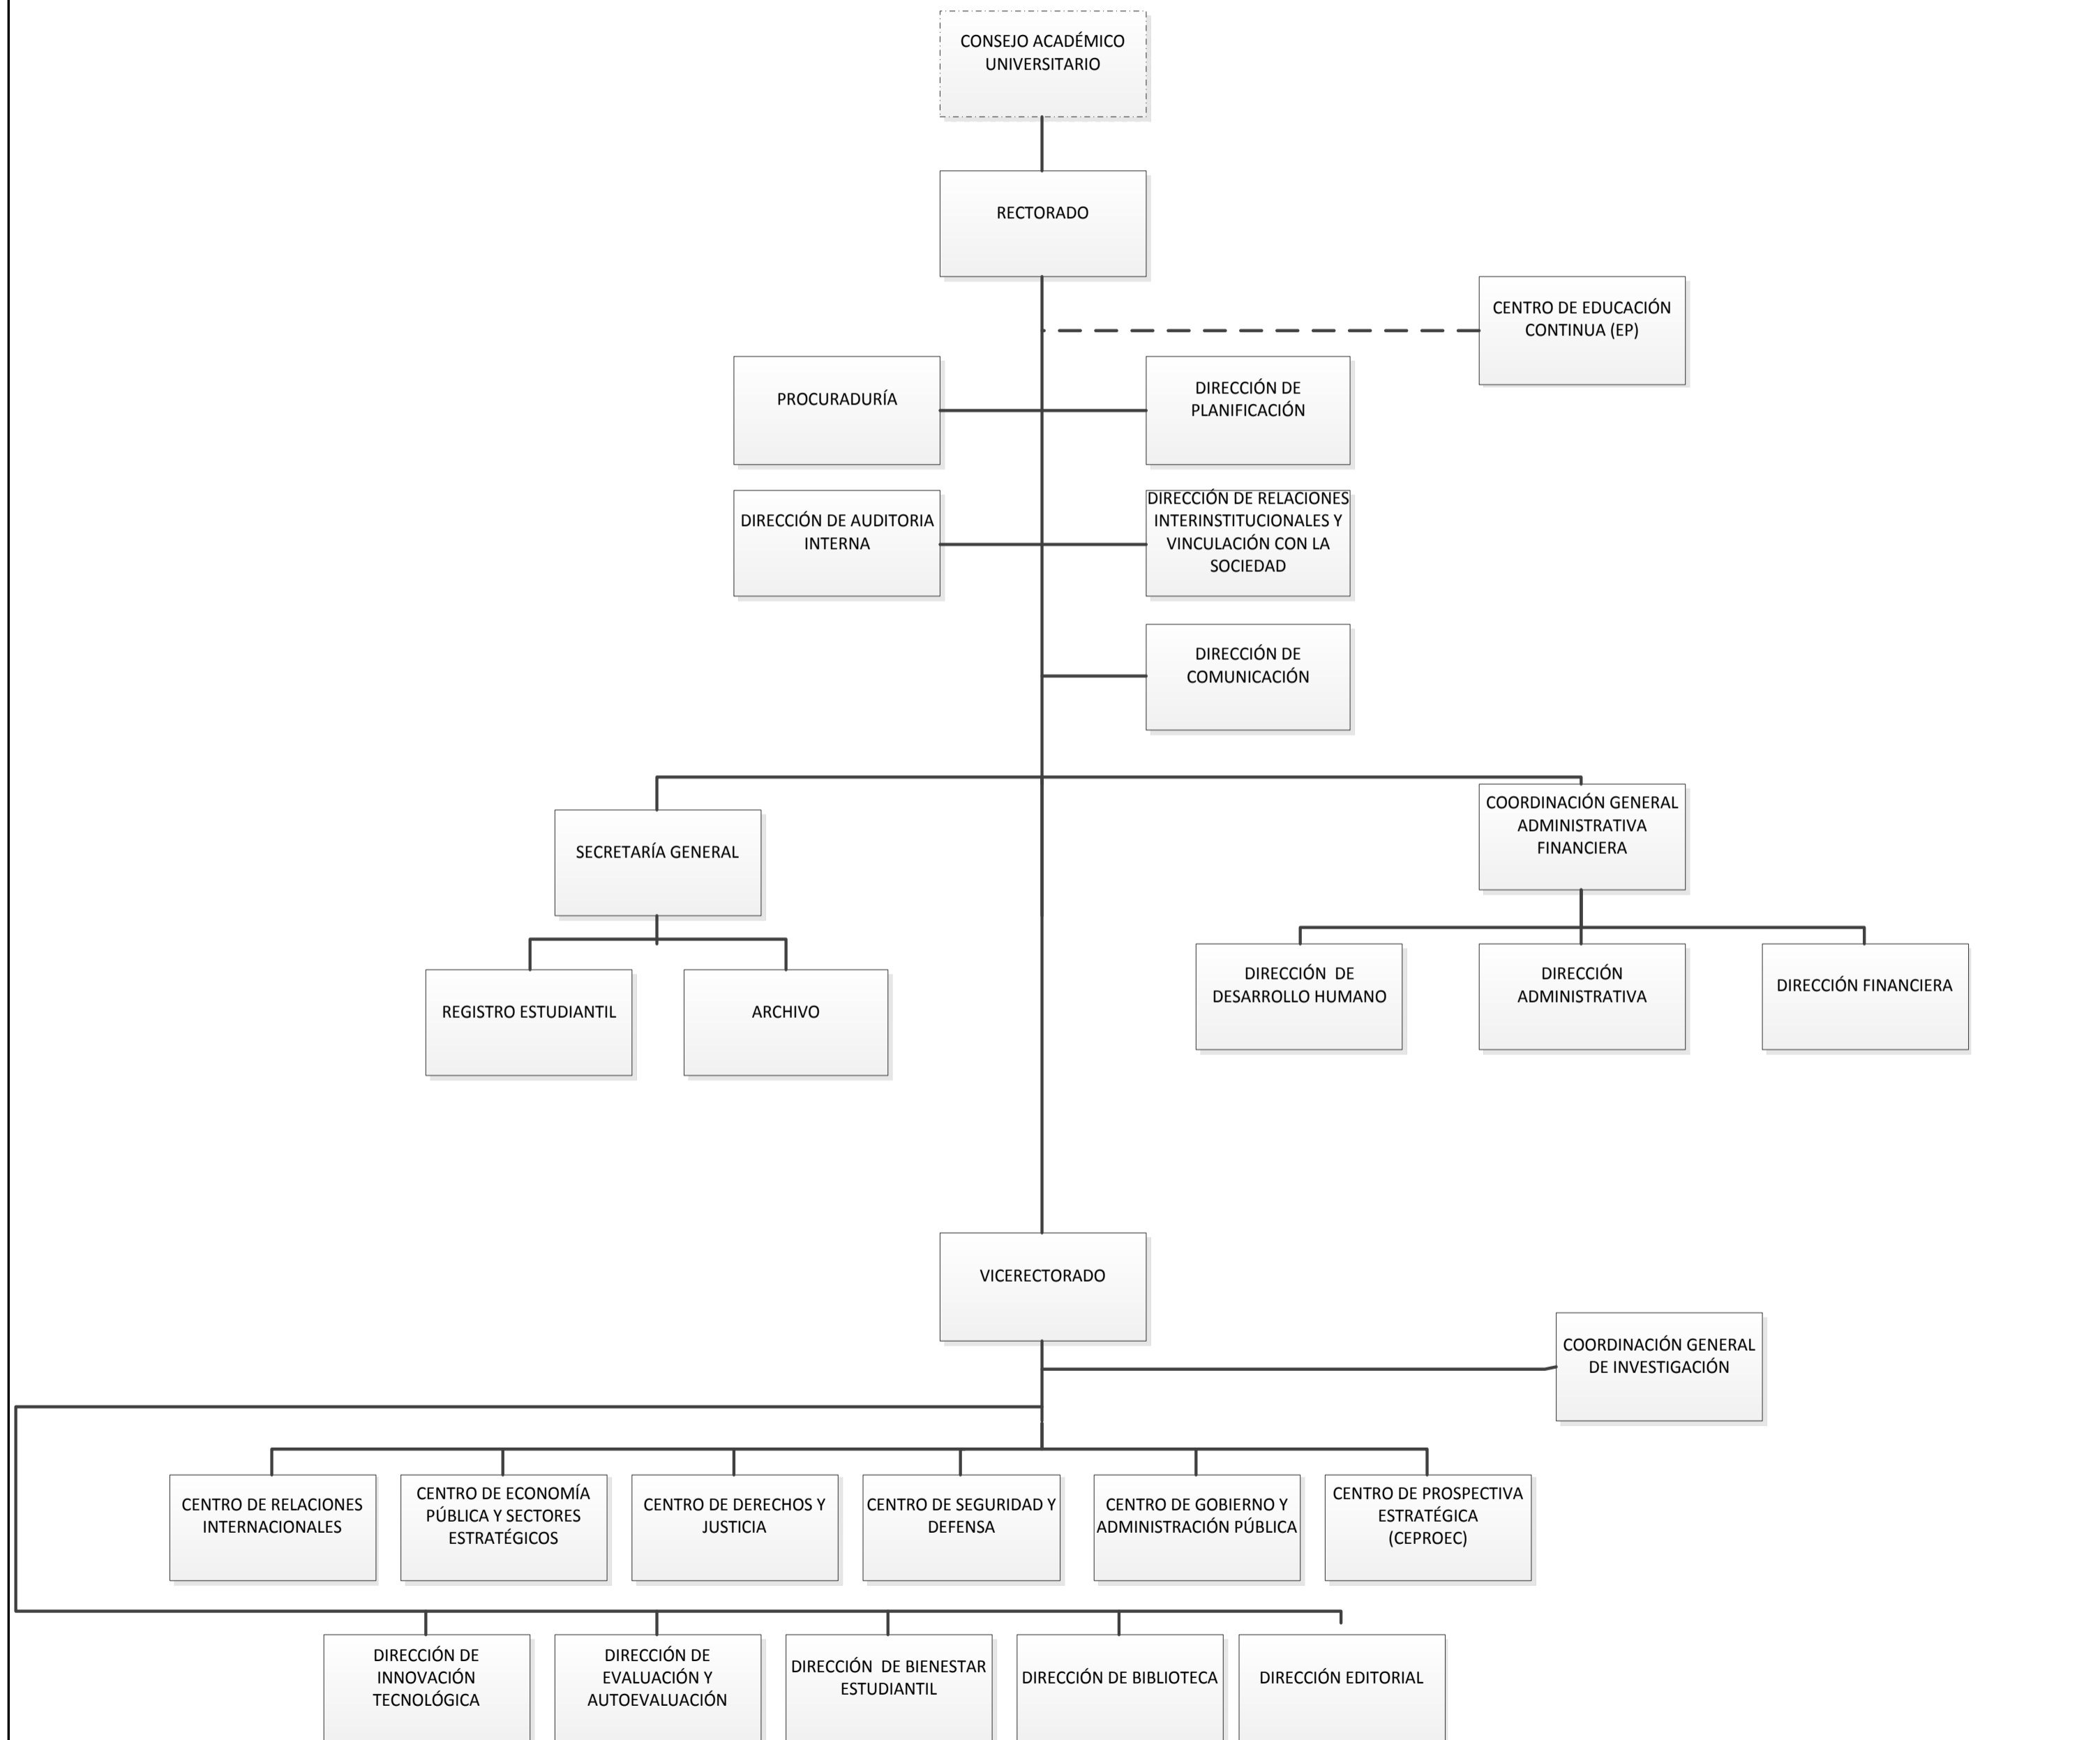 CONSEJO ACADÉMICO
UNIVERSITARIO
RECTORADO
CENTRO DE EDUCACIÓN
CONTINUA (EP)
PROCURADURÍA
DIRECCIÓN DE
PLANIFICACIÓN
DIRECCIÓN DE AUDITORIA
INTERNA
DIRECCIÓN DE RELACIONES
INTERINSTITUCIONALES Y
VINCULACIÓN CON LA
SOCIEDAD
DIRECCIÓN DE
COMUNICACIÓN
SECRETARÍA GENERAL
COORDINACIÓN GENERAL
ADMINISTRATIVA
FINANCIERA
REGISTRO ESTUDIANTIL
ARCHIVO
DIRECCIÓN DE
DESARROLLO HUMANO
DIRECCIÓN
ADMINISTRATIVA
DIRECCIÓN FINANCIERA
VICERECTORADO
COORDINACIÓN GENERAL
DE INVESTIGACIÓN
CENTRO DE RELACIONES
INTERNACIONALES
CENTRO DE ECONOMÍA
PÚBLICA Y SECTORES
ESTRATÉGICOS
CENTRO DE DERECHOS Y
JUSTICIA
CENTRO DE SEGURIDAD Y
DEFENSA
CENTRO DE GOBIERNO Y
ADMINISTRACIÓN PÚBLICA
CENTRO DE PROSPECTIVA
ESTRATÉGICA
(CEPROEC)
DIRECCIÓN DE
INNOVACIÓN
TECNOLÓGICA
DIRECCIÓN DE
EVALUACIÓN Y
AUTOEVALUACIÓN
DIRECCIÓN DE BIENESTAR
ESTUDIANTIL
DIRECCIÓN DE BIBLIOTECA
DIRECCIÓN EDITORIAL